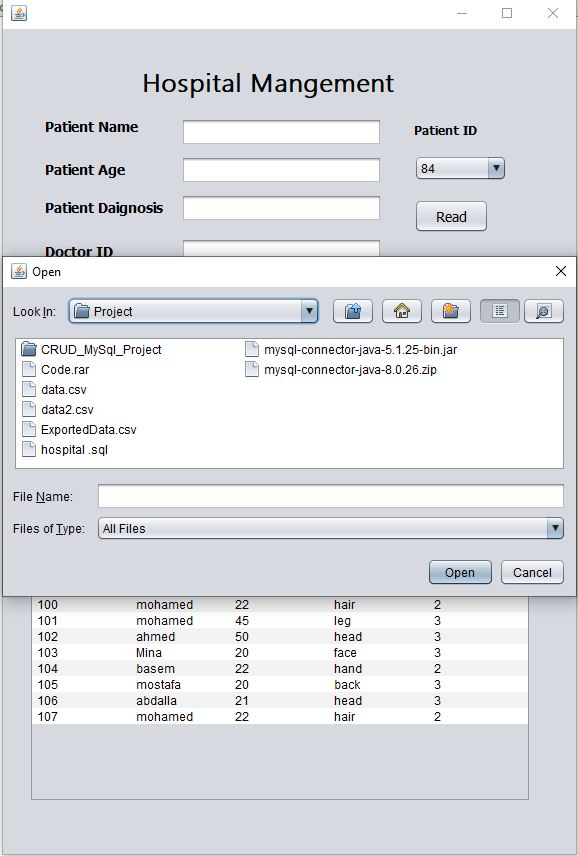 Hospital Mangement
Patient Name
Patient ID
Patient Age
84
Patient Daignosis
Read
Doctor ID
Open
Look In: Project
CRUD_MySql_Project
Code.rar
data.csv
data2.csv
ExportedData.csv
hospital .sql
mysql-connector-java-5.1.25-bin.jar
mysql-connector-java-8.0.26.zip
File Name:
Files of Type: All Files
Open Cancel
100 mohamed 22 hair 2
101 mohamed 45 leg 3
102 ahmed 50 head 3
103 Mina 20 face 3
104 basem 22 hand 2
105 mostafa 20 back 3
106 abdalla 21 head 3
107 mohamed 22 hair 2